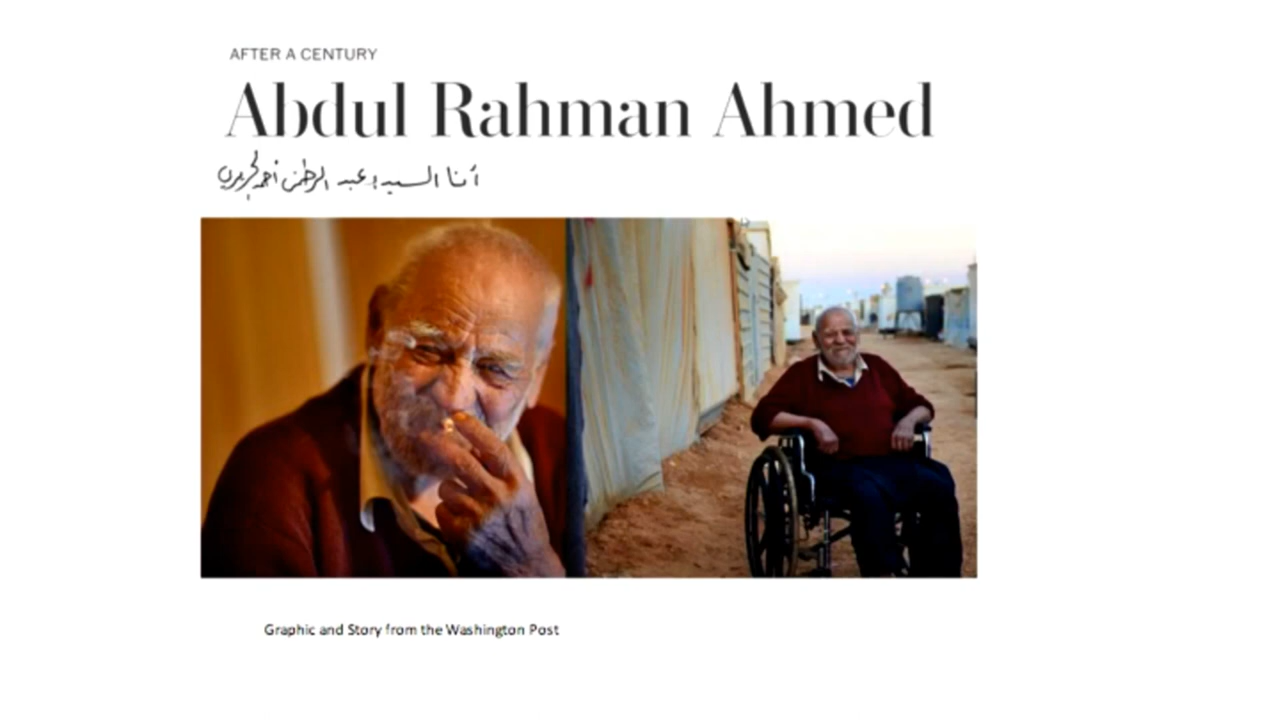 AFTER A CENTURY
Abdul Rahman Ahmed
أنا السيد عبد الرحمن أحمد
Graphic and Story from the Washington Post